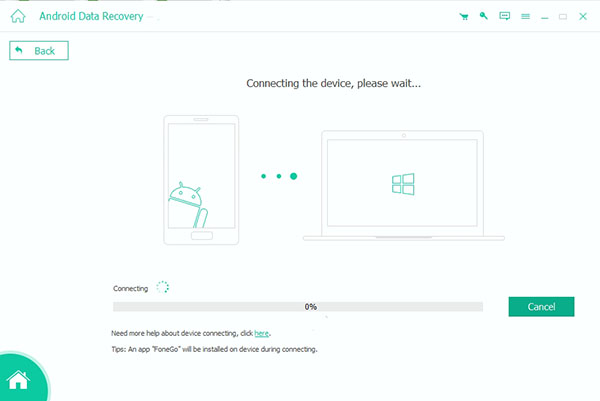 Android Data Recovery
Back
Connecting the device, please wait...
Connecting
0%
Cancel
Need more help about device connecting, click here.
Tips: An app "FoneGo" will be installed on device during connecting.